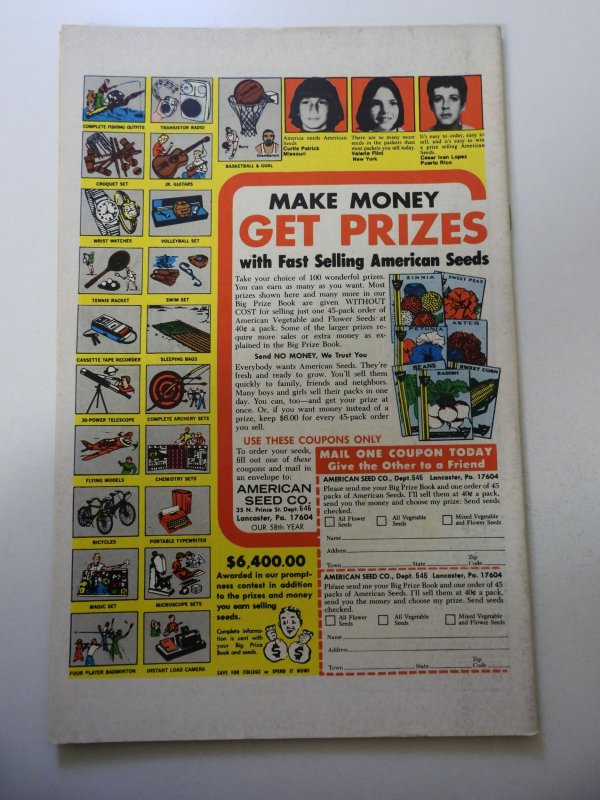 COMPLETE FISHING OUTFITS
TRANSISTOR RADIO
CROQUET SET
JR. GUITARS
WRIST WATCHES
VOLLEYBALL SET
TENNIS RACKET
SWIM SET
CASSETTE TAPE RECORDER
SLEEPING BAGS
30-POWER TELESCOPE
COMPLETE ARCHERY SETS
FLYING MODELS
CHEMISTRY SETS
BICYCLES
PORTABLE TYPEWRITER
MAGIC SET
MICROSCOPE SETS
FOUR PLAYER BADMINTON
INSTANT LOAD CAMERA
Barry
Chamberlain
BASKETBALL & GOAL
America needs American
Seeds
Curtis Patrick
Missouri
There are so many more
seeds in the packets than
most packets you sell today.
Valerie Flini
New York
It's easy to order, easy to
sell, and it's easy to win
a prize selling American
Seeds.
Cesar Ivan Lopez
Puerto Rico
MAKE MONEY
GET PRIZES
with Fast Selling American Seeds
Take your choice of 100 wonderful prizes.
You can earn as many as you want. Most
prizes shown here and many more in our
Big Prize Book are given WITHOUT
COST for selling just one 45-pack order of
American Vegetable and Flower Seeds at
40¢ a pack. Some of the larger prizes re-
quire more sales or extra money as ex-
plained in the Big Prize Book.
Send NO MONEY, We Trust You
Everybody wants American Seeds. They're
fresh and ready to grow. You'll sell them
quickly to family, friends and neighbors.
Many boys and girls sell their packs in one
day. You can, too—and get your prize at
once. Or, if you want money instead of a
prize, keep $6.00 for every 45-pack order
you sell.
ZINNIA
SWEET PEAS
PETUNIA
ASTER
BEANS
RADISH
SWEET CORN
USE THESE COUPONS ONLY
To order your seeds,
fill out one of these
coupons and mail in
an envelope to:
AMERICAN
SEED CO.
35 N. Prince St. Dept. 646
Lancaster, Pa. 17604
OUR 58th YEAR
$6,400.00
Awarded in our prompt-
ness contest in addition
to the prizes and money
you earn selling
seeds.
Complete informa-
tion is sent with
your Big Prize
Book and seeds.
$ $
SAVE FOR COLLEGE or SPEND IT NOW!
MAIL ONE COUPON TODAY
Give the Other to a Friend
AMERICAN SEED CO., Dept. 646 Lancaster, Pa. 17604
Please send me your Big Prize Book and one order of 45
packs of American Seeds. I'll sell them at 40¢ a pack,
send you the money and choose my prize. Send seeds
checked.
All Flower Seeds All Vegetable Seeds Mixed Vegetable and Flower Seeds
Name
Address
Town State Zip Code
AMERICAN SEED CO., Dept. 646 Lancaster, Pa. 17604
Please send me your Big Prize Book and one order of 45
packs of American Seeds. I'll sell them at 40¢ a pack,
send you the money and choose my prize. Send seeds
checked.
All Flower Seeds All Vegetable Seeds Mixed Vegetable and Flower Seeds
Name
Address
Town State Zip Code